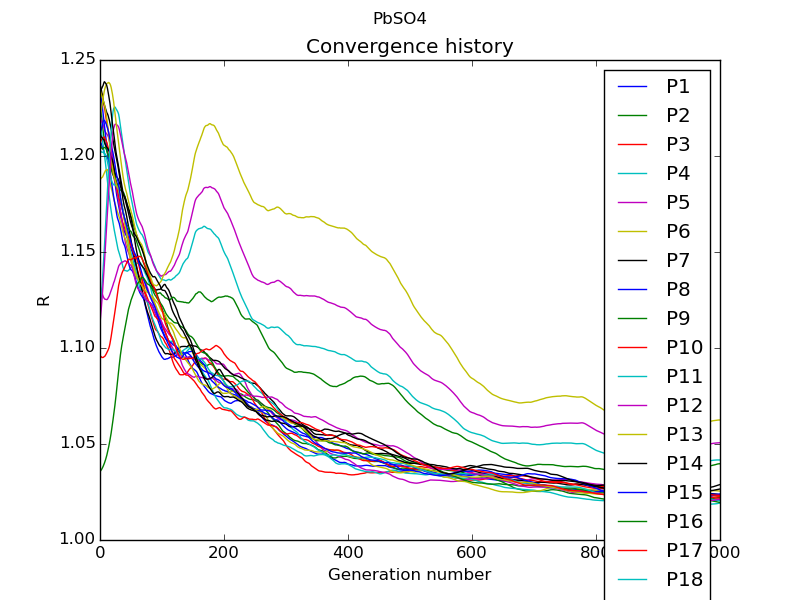 PbSO4
Convergence history
1.25
1.20
1.15
1.10
1.05
1.00
R
0
200
400
600
80
000
Generation number
P1
P2
P3
P4
P5
P6
P7
P8
P9
P10
P11
P12
P13
P14
P15
P16
P17
P18